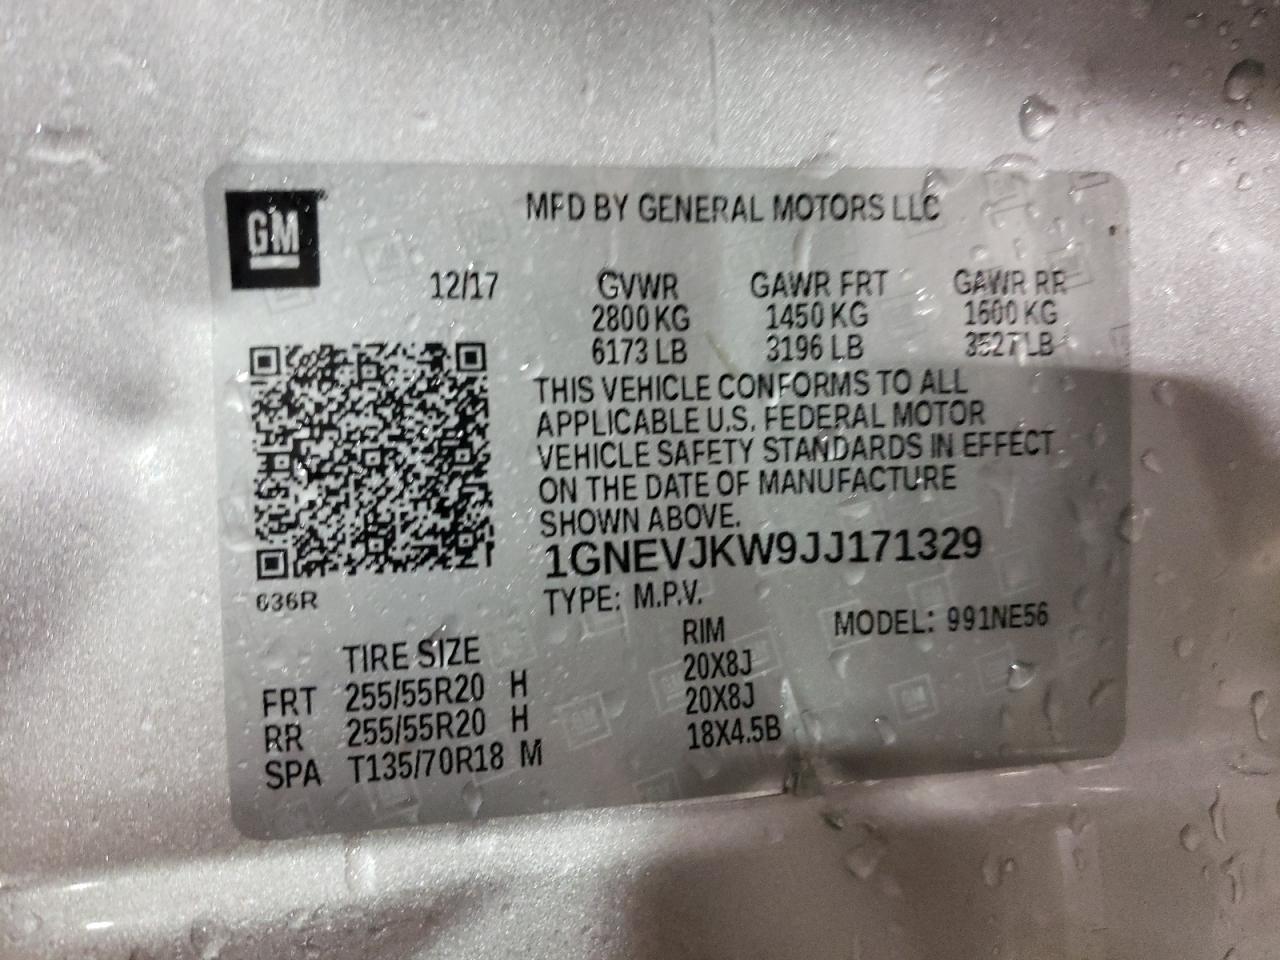 GM
MFD BY GENERAL MOTORS LLC
12/17 GVWR GAWR FRT GAWR RR
2800 KG 1450 KG 1600 KG
6173 LB 3196 LB 3527 LB
THIS VEHICLE CONFORMS TO ALL
APPLICABLE U.S. FEDERAL MOTOR
VEHICLE SAFETY STANDARDS IN EFFECT
ON THE DATE OF MANUFACTURE
SHOWN ABOVE.
1GNEVJKW9JJ171329
636R
TYPE: M.P.V.
MODEL: 991NE56
TIRE SIZE RIM
FRT 255/55R20 H 20X8J
RR 255/55R20 H 20X8J
SPA T135/70R18 M 18X4.5B